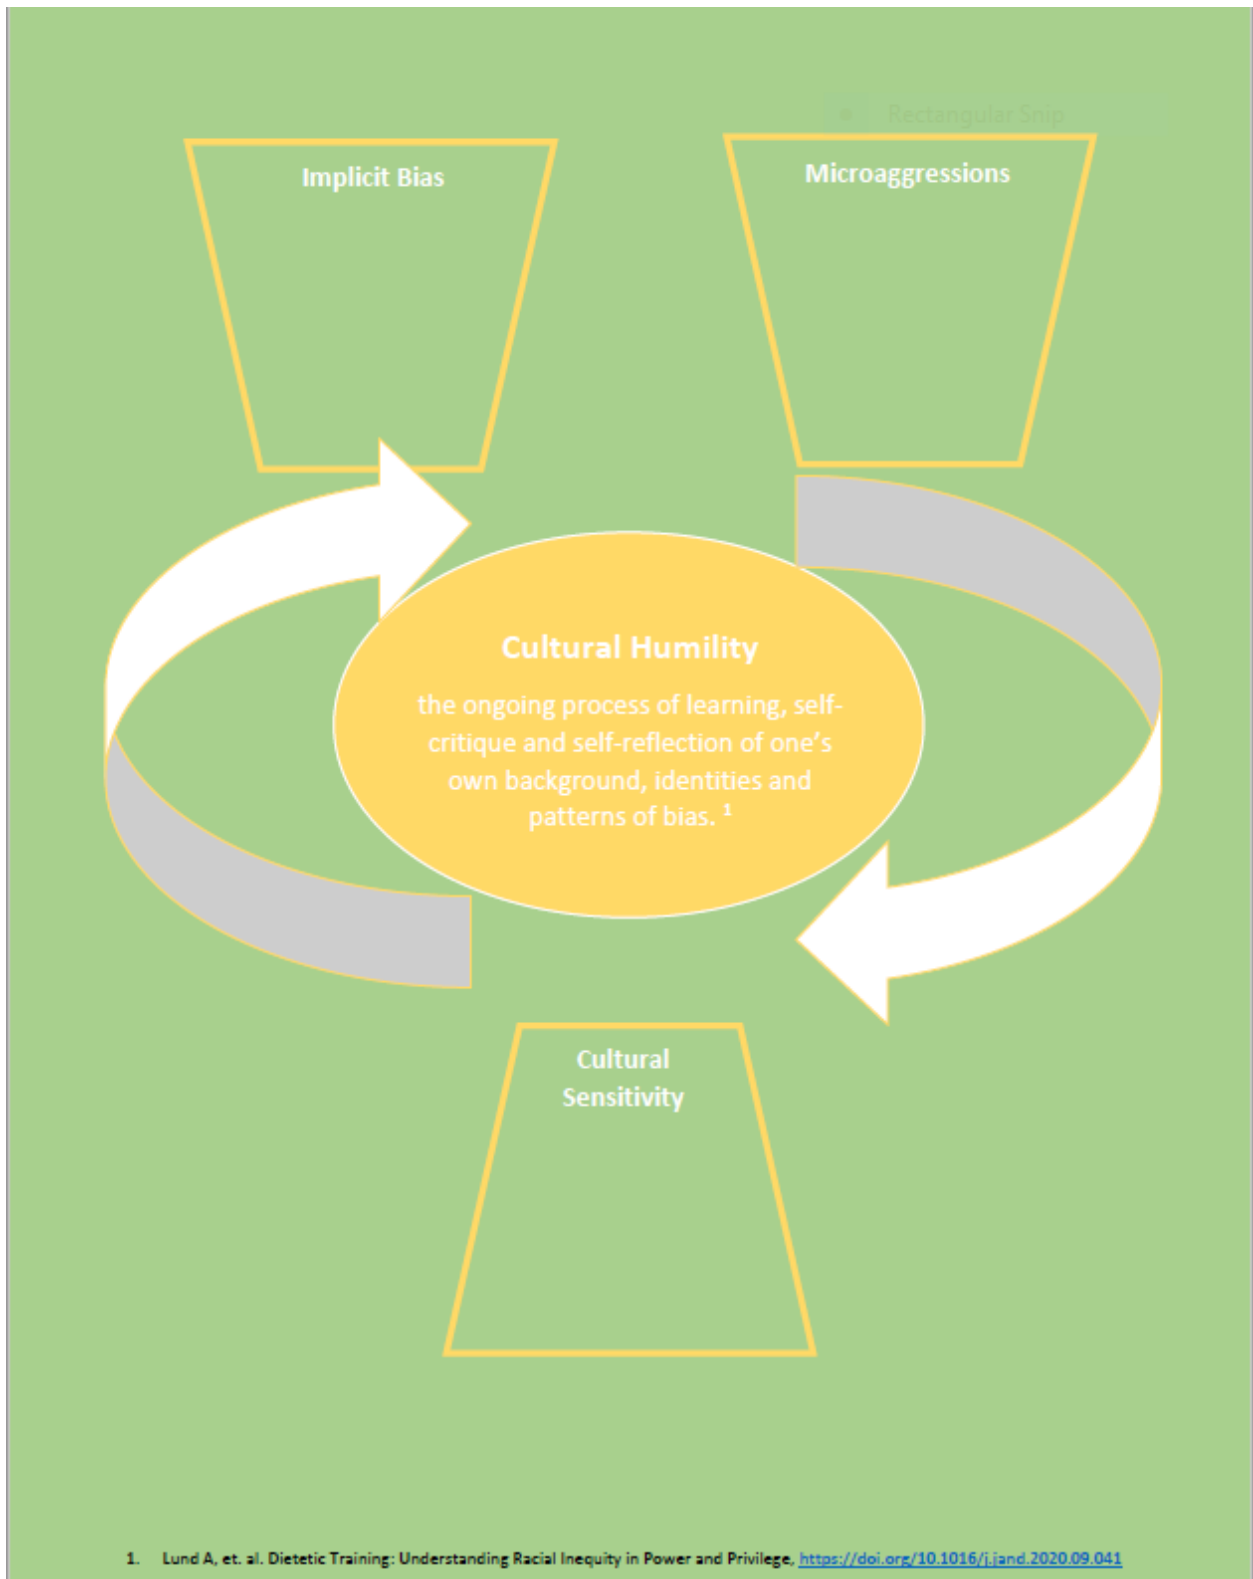 Rectangular Snip
Implicit Bias
Microaggressions
Cultural Humility
the ongoing process of learning, self-
critique and self-reflection of one's
own background, identities and
patterns of bias. ¹
Cultural
Sensitivity
1. Lund A, et. al. Dietetic Training: Understanding Racial Inequity in Power and Privilege, https://doi.org/10.1016/j.jand.2020.09.041